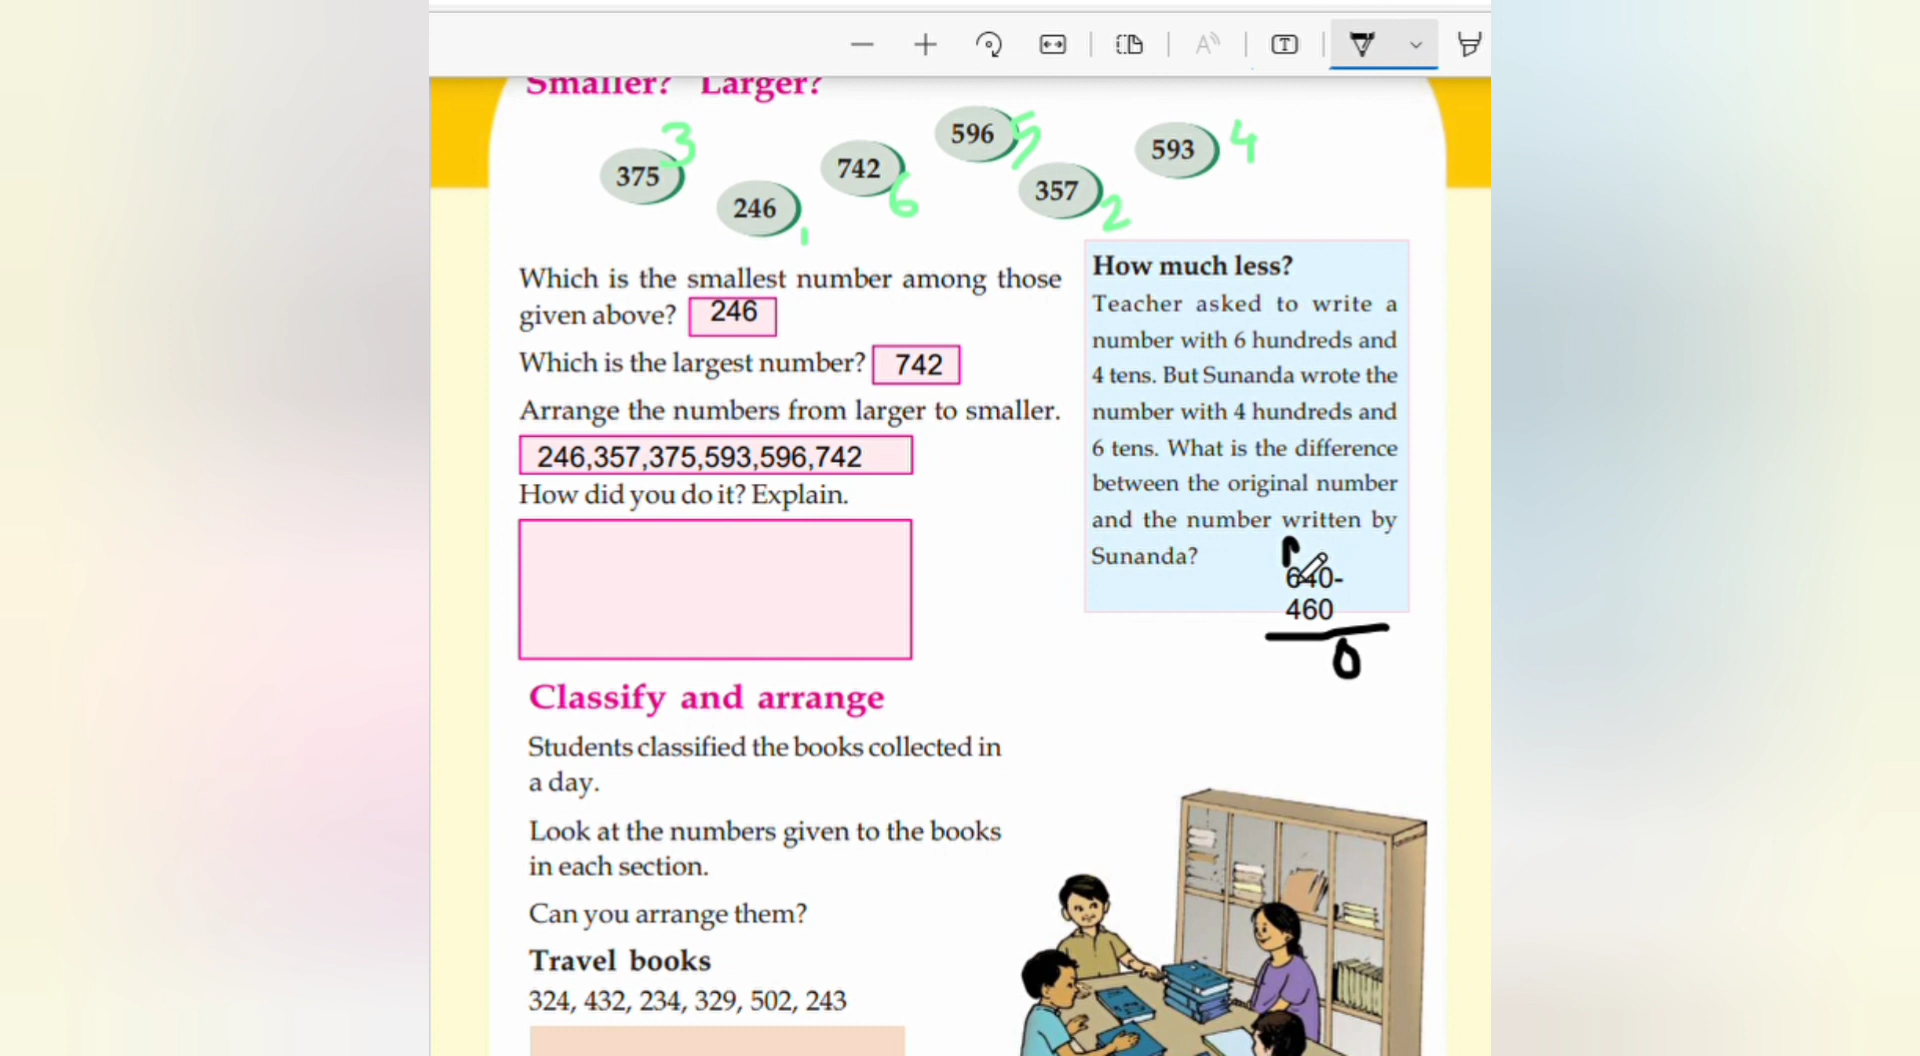 Smaller? Larger?
596 5
593 4
375 3
742 6
357 2
246 1
Which is the smallest number among those
given above? 246
Which is the largest number? 742
Arrange the numbers from larger to smaller.
246,357,375,593,596,742
How did you do it? Explain.
How much less?
Teacher asked to write a
number with 6 hundreds and
4 tens. But Sunanda wrote the
number with 4 hundreds and
6 tens. What is the difference
between the original number
and the number written by
Sunanda?
640-
460
0
Classify and arrange
Students classified the books collected in
a day.
Look at the numbers given to the books
in each section.
Can you arrange them?
Travel books
324, 432, 234, 329, 502, 243